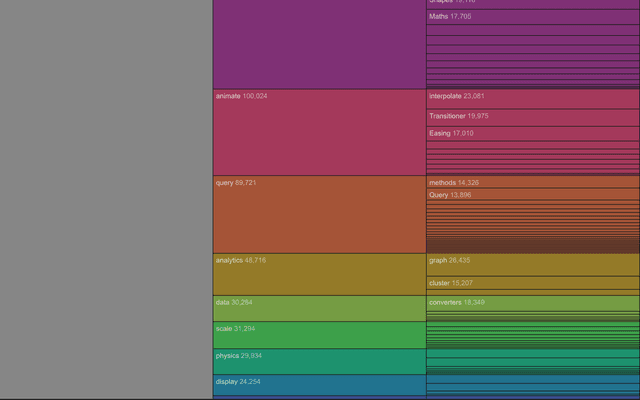 Shapes 19,118
Maths 17,705
animate 100,024
interpolate 23,081
Transitioner 19,975
Easing 17,010
query 89,721
methods 14,326
Query 13,896
analytics 48,716
graph 26,435
cluster 15,207
data 30,284
converters 18,349
scale 31,294
physics 29,934
display 24,254